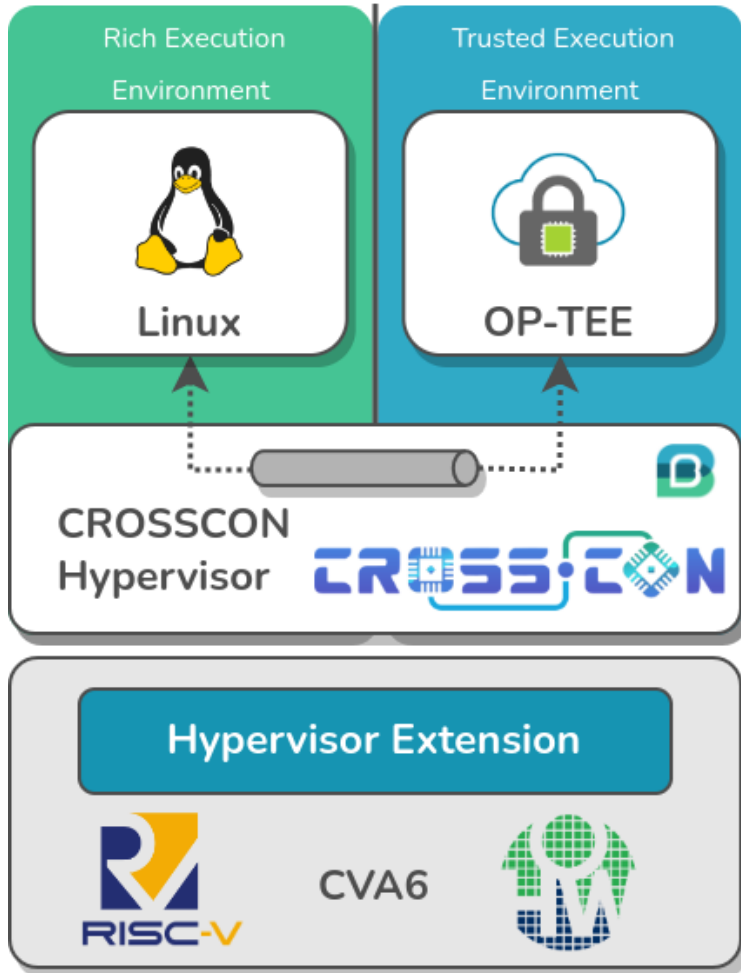 Rich Execution
Environment
Trusted Execution
Environment
Linux
OP-TEE
CROSSCON
Hypervisor
CROSSCON
Hypervisor Extension
RISC-V
CVA6